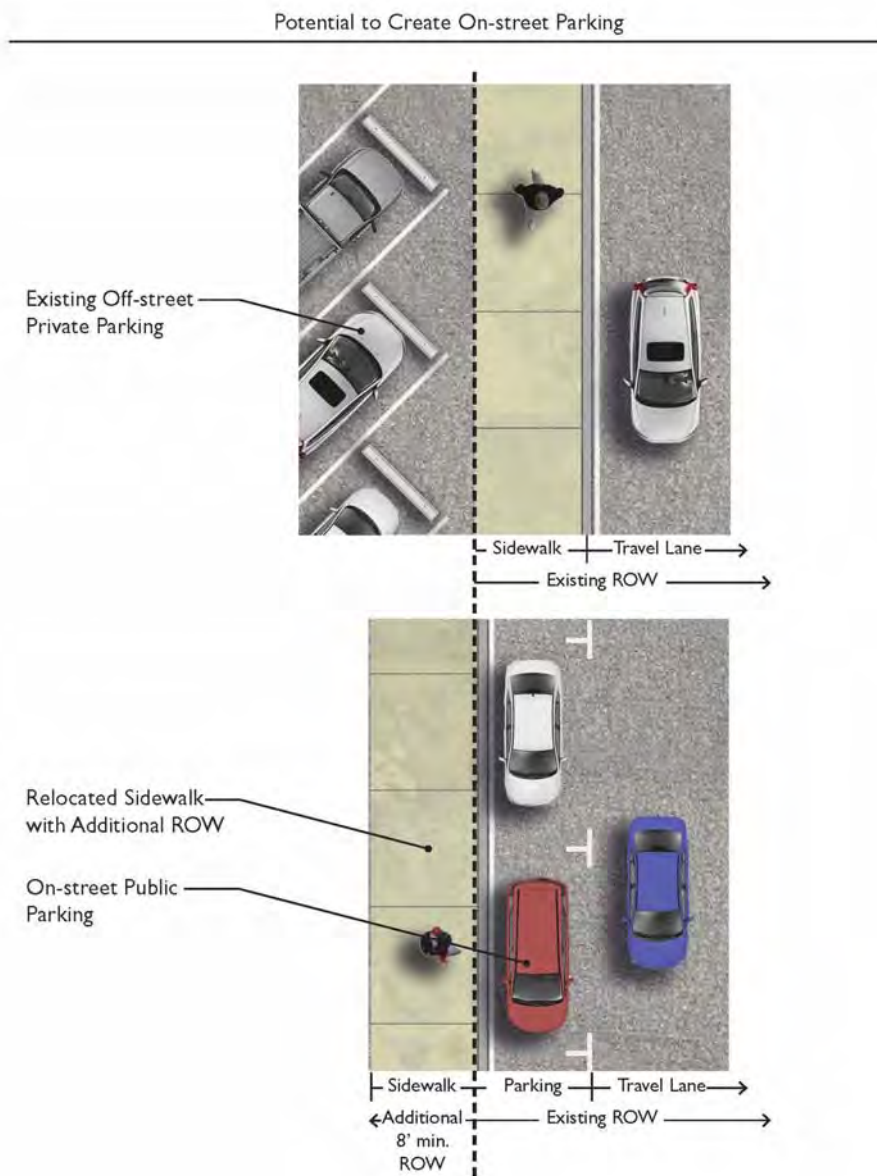 Potential to Create On-street Parking
Existing Off-street
Private Parking
Sidewalk
Travel Lane
Existing ROW
Relocated Sidewalk
with Additional ROW
On-street Public
Parking
Sidewalk
Parking
Travel Lane
Additional
8' min.
ROW
Existing ROW